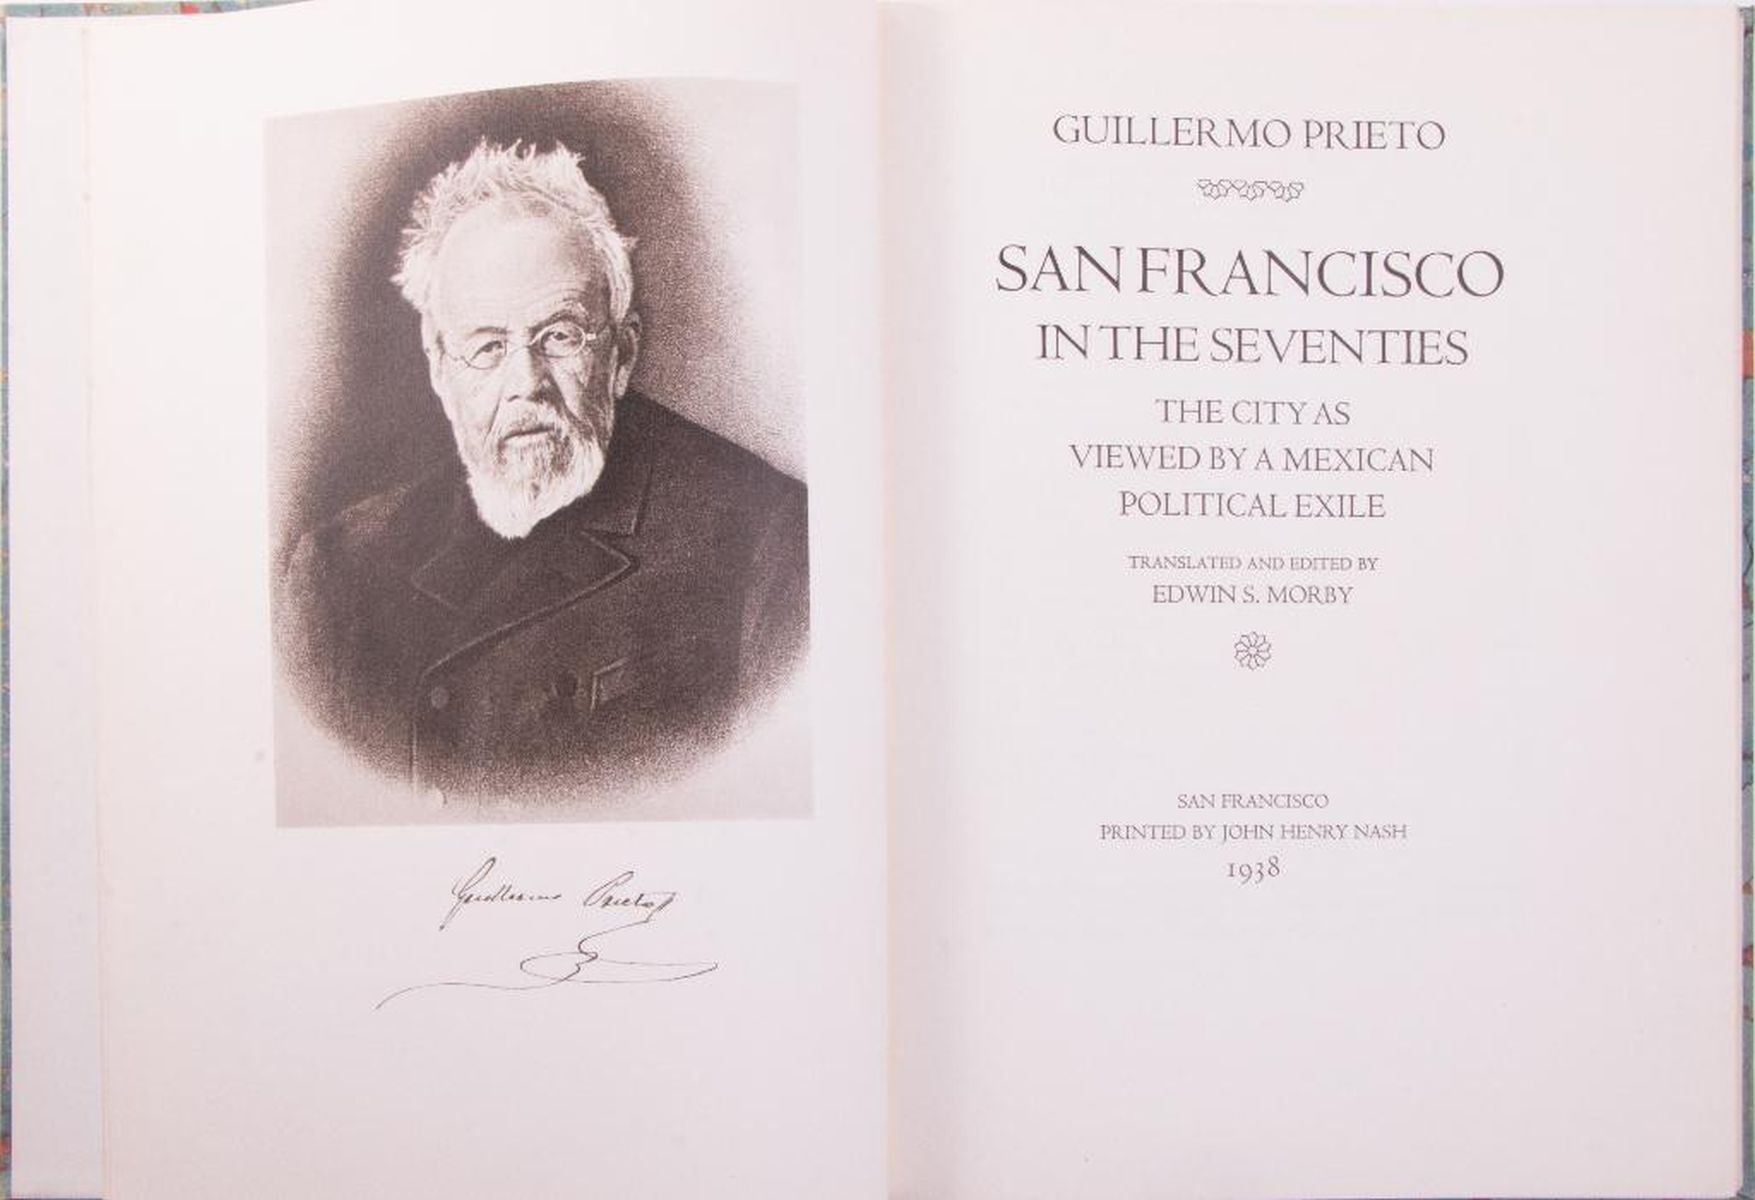 Guillermo Prieto
GUILLERMO PRIETO
SAN FRANCISCO
IN THE SEVENTIES
THE CITY AS
VIEWED BY A MEXICAN
POLITICAL EXILE
TRANSLATED AND EDITED BY
EDWIN S. MORBY
SAN FRANCISCO
PRINTED BY JOHN HENRY NASH
1938